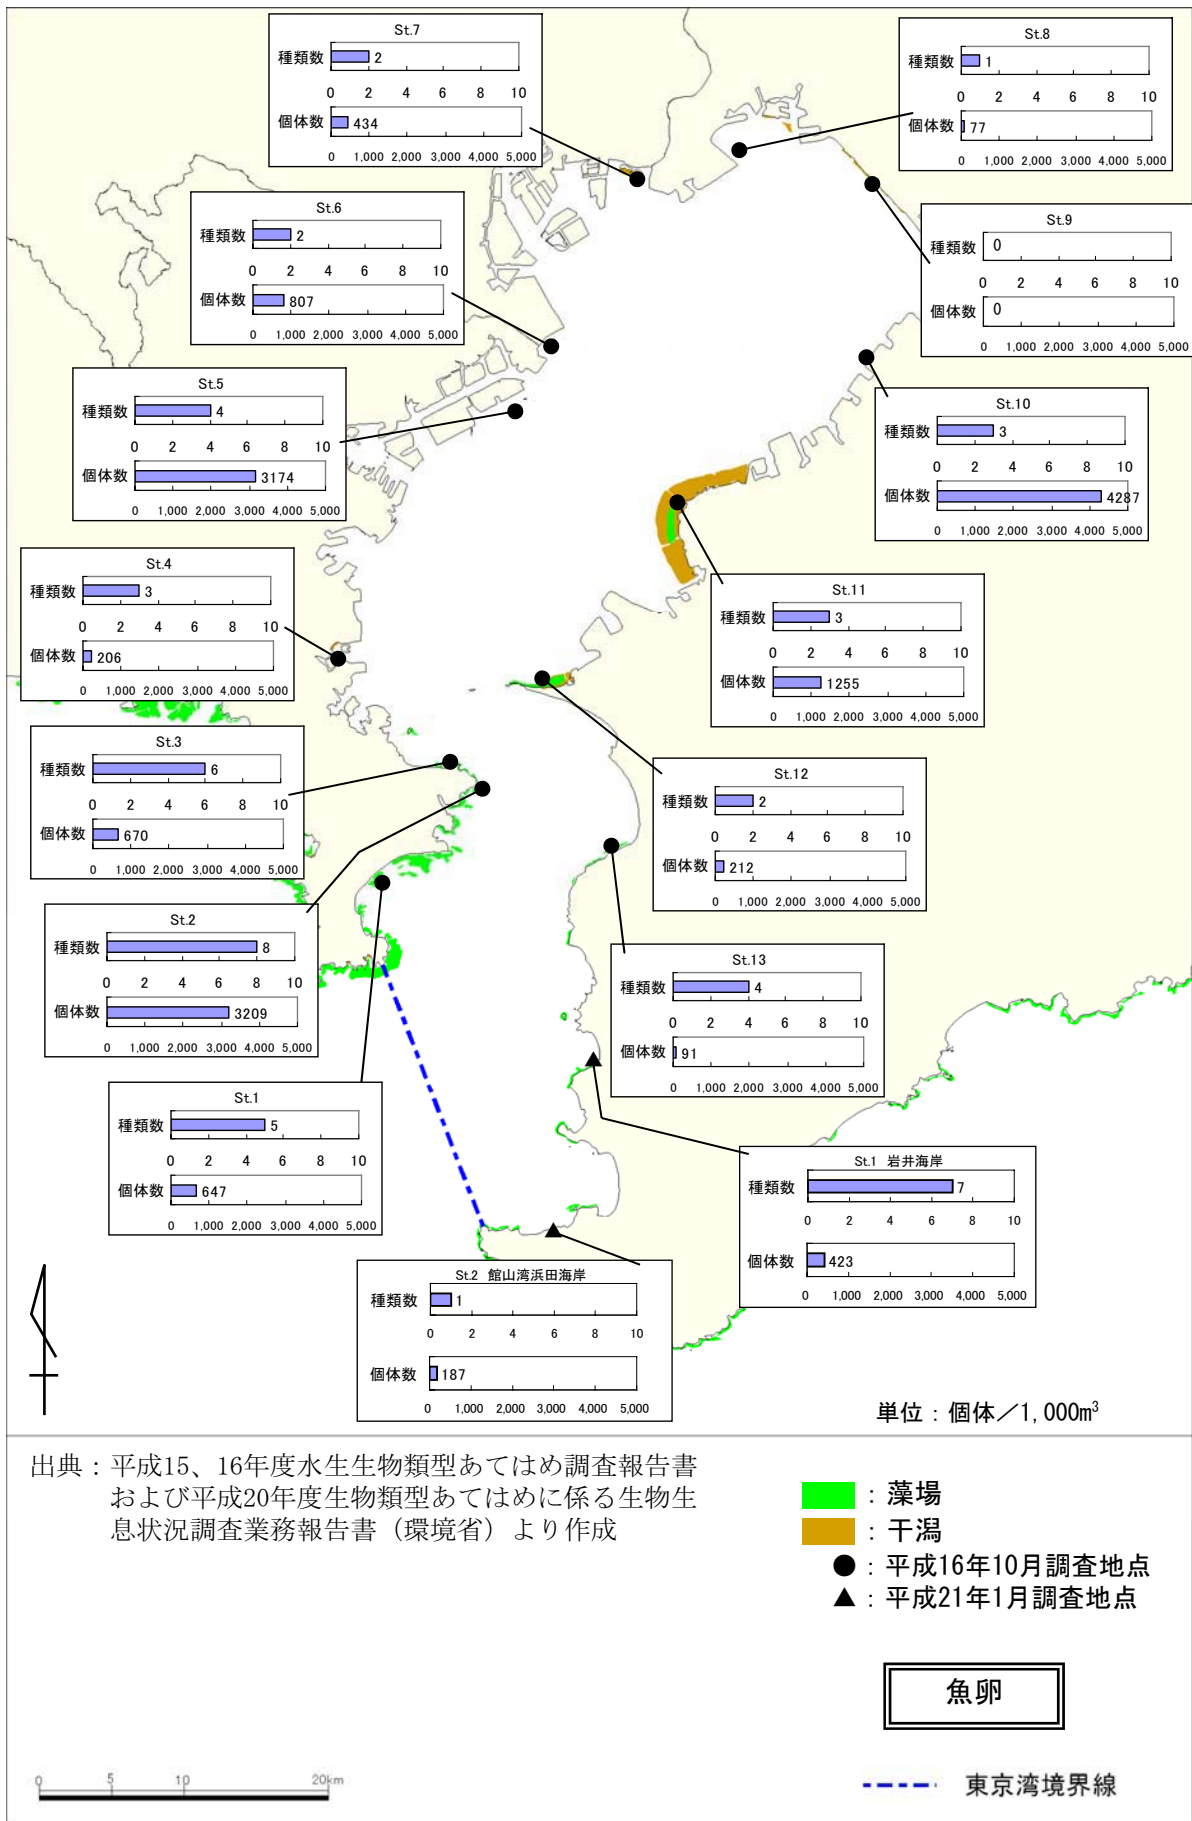 St.7
種類数 2
0 2 4 6 8 10
個体数 434
0 1,000 2,000 3,000 4,000 5,000
St.8
種類数 1
0 2 4 6 8 10
個体数 77
0 1,000 2,000 3,000 4,000 5,000
St.6
種類数 2
0 2 4 6 8 10
個体数 807
0 1,000 2,000 3,000 4,000 5,000
St.9
種類数 0
0 2 4 6 8 10
個体数 0
0 1,000 2,000 3,000 4,000 5,000
St.5
種類数 4
0 2 4 6 8 10
個体数 3174
0 1,000 2,000 3,000 4,000 5,000
St.10
種類数 3
0 2 4 6 8 10
個体数 4287
0 1,000 2,000 3,000 4,000 5,000
St.4
種類数 3
0 2 4 6 8 10
個体数 206
0 1,000 2,000 3,000 4,000 5,000
St.11
種類数 3
0 2 4 6 8 10
個体数 1255
0 1,000 2,000 3,000 4,000 5,000
St.3
種類数 6
0 2 4 6 8 10
個体数 670
0 1,000 2,000 3,000 4,000 5,000
St.12
種類数 2
0 2 4 6 8 10
個体数 212
0 1,000 2,000 3,000 4,000 5,000
St.2
種類数 8
0 2 4 6 8 10
個体数 3209
0 1,000 2,000 3,000 4,000 5,000
St.13
種類数 4
0 2 4 6 8 10
個体数 91
0 1,000 2,000 3,000 4,000 5,000
St.1
種類数 5
0 2 4 6 8 10
個体数 647
0 1,000 2,000 3,000 4,000 5,000
St.1 岩井海岸
種類数 7
0 2 4 6 8 10
個体数 423
0 1,000 2,000 3,000 4,000 5,000
St.2 館山湾浜田海岸
種類数 1
0 2 4 6 8 10
個体数 187
0 1,000 2,000 3,000 4,000 5,000
単位：個体／1,000m³
出典：平成15、16年度水生生物類型あてはめ調査報告書
および平成20年度生物類型あてはめに係る生物生
息状況調査業務報告書（環境省）より作成
：藻場
：干潟
：平成16年10月調査地点
：平成21年1月調査地点
魚卵
0 5 10 20km
東京湾境界線